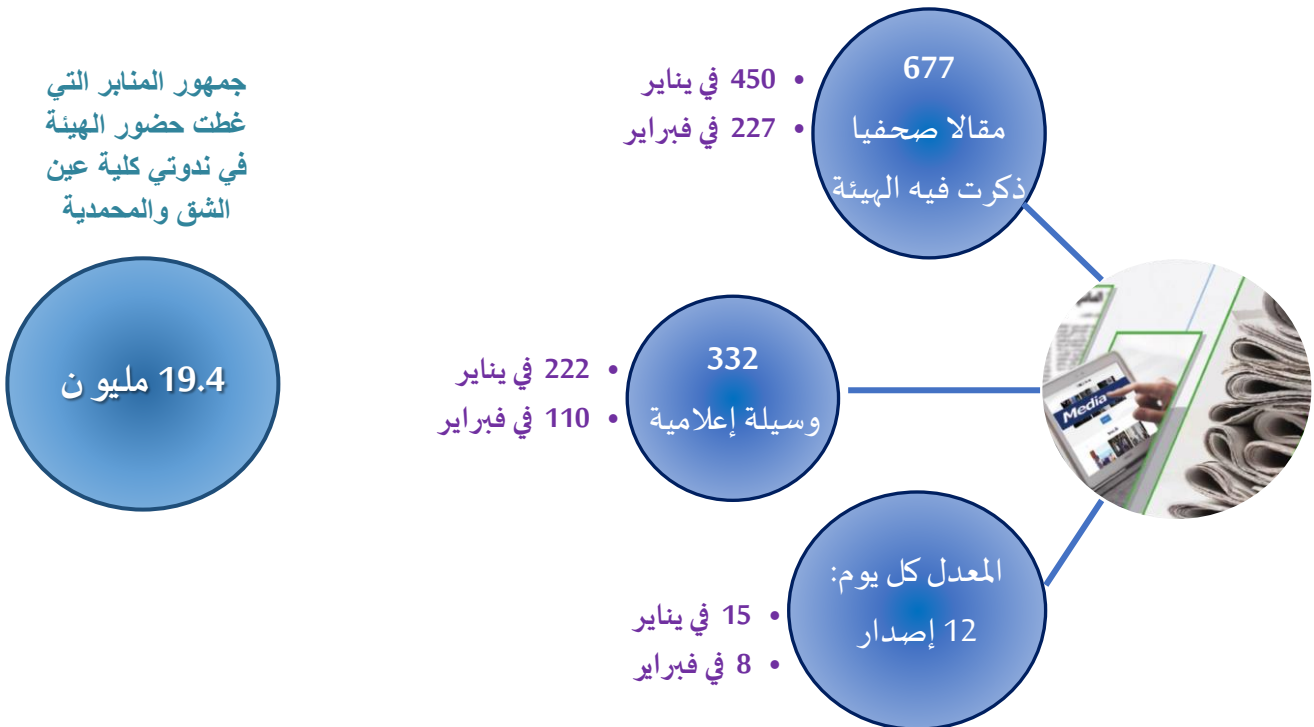 677
مقالا صحفيا
ذكرت فيه الهيئة
• 450 في يناير
• 227 في فبراير
332
وسيلة إعلامية
• 222 في يناير
• 110 في فبراير
المعدل كل يوم:
12 إصدار
• 15 في يناير
• 8 في فبراير
Media
جمهور المنابر التي
غطت حضور الهيئة
في ندوتي كلية عين
الشق والمحمدية
19.4 مليو ن